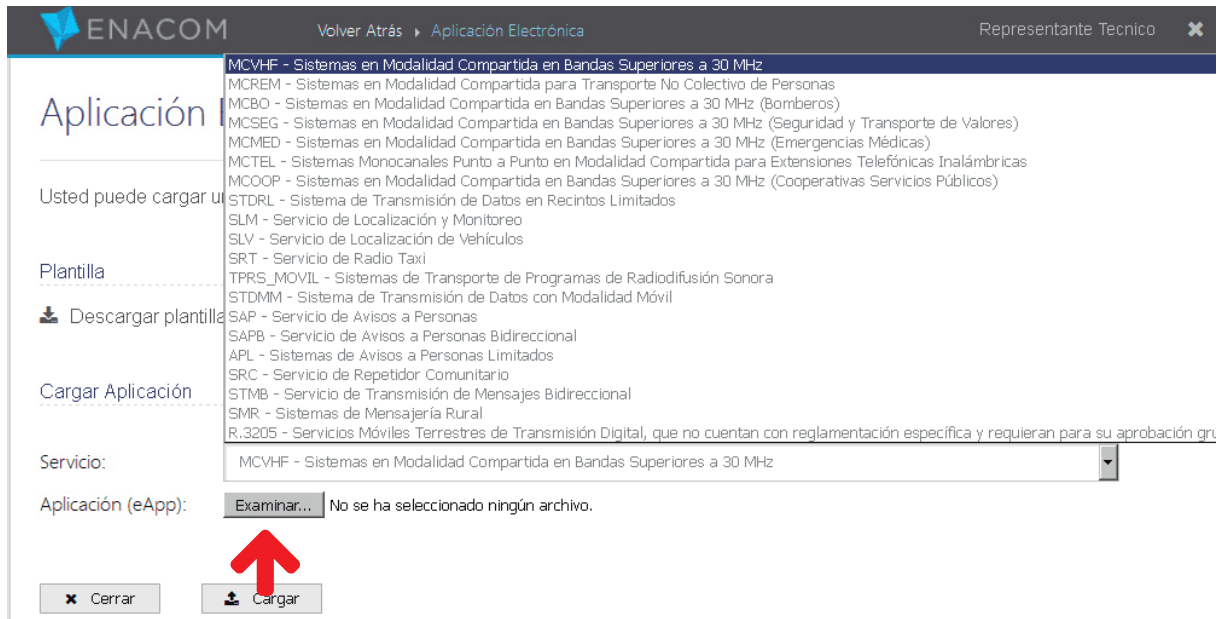 ENACOM Volver Atrás Aplicación Electrónica Representante Tecnico
MCVHF - Sistemas en Modalidad Compartida en Bandas Superiores a 30 MHz
MCREM - Sistemas en Modalidad Compartida para Transporte No Colectivo de Personas
Aplicación
MCBO - Sistemas en Modalidad Compartida en Bandas Superiores a 30 MHz (Bomberos)
MCSEG - Sistemas en Modalidad Compartida en Bandas Superiores a 30 MHz (Seguridad y Transporte de Valores)
MCMED - Sistemas en Modalidad Compartida en Bandas Superiores a 30 MHz (Emergencias Médicas)
MCTEL - Sistemas Monocanales Punto a Punto en Modalidad Compartida para Extensiones Telefónicas Inalámbricas
MCOOP - Sistemas en Modalidad Compartida en Bandas Superiores a 30 MHz (Cooperativas Servicios Públicos)
Usted puede cargar
STDRL - Sistema de Transmisión de Datos en Recintos Limitados
SLM - Servicio de Localización y Monitoreo
SLV - Servicio de Localización de Vehículos
SRT - Servicio de Radio Taxi
Plantilla
TPRS_MOVIL - Sistemas de Transporte de Programas de Radiodifusión Sonora
STDMM - Sistema de Transmisión de Datos con Modalidad Móvil
Descargar plantilla
SAP - Servicio de Avisos a Personas
SAPB - Servicio de Avisos a Personas Bidireccional
APL - Sistemas de Avisos a Personas Limitados
SRC - Servicio de Repetidor Comunitario
Cargar Aplicación
STMB - Servicio de Transmisión de Mensajes Bidireccional
SMR - Sistemas de Mensajería Rural
R.3205 - Servicios Móviles Terrestres de Transmisión Digital, que no cuentan con reglamentación específica y requieran para su aprobación gru
Servicio: MCVHF - Sistemas en Modalidad Compartida en Bandas Superiores a 30 MHz
Aplicación (eApp): Examinar... No se ha seleccionado ningún archivo.
Cerrar Cargar